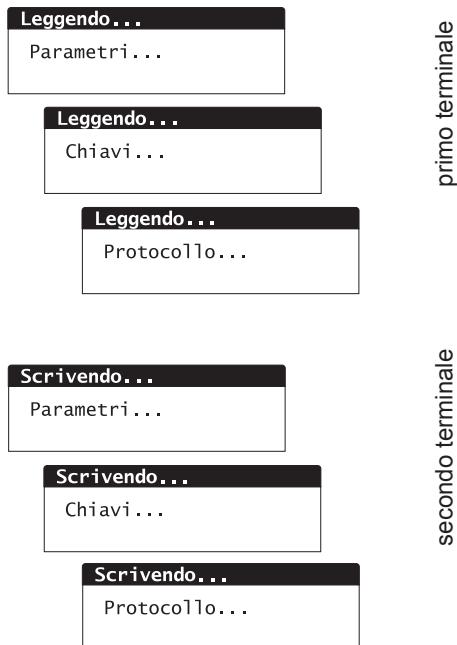 Leggendo...
Parametri...
Leggendo...
Chiavi...
Leggendo...
Protocollo...
primo terminale
Scrivendo...
Parametri...
Scrivendo...
Chiavi...
Scrivendo...
Protocollo...
secondo terminale